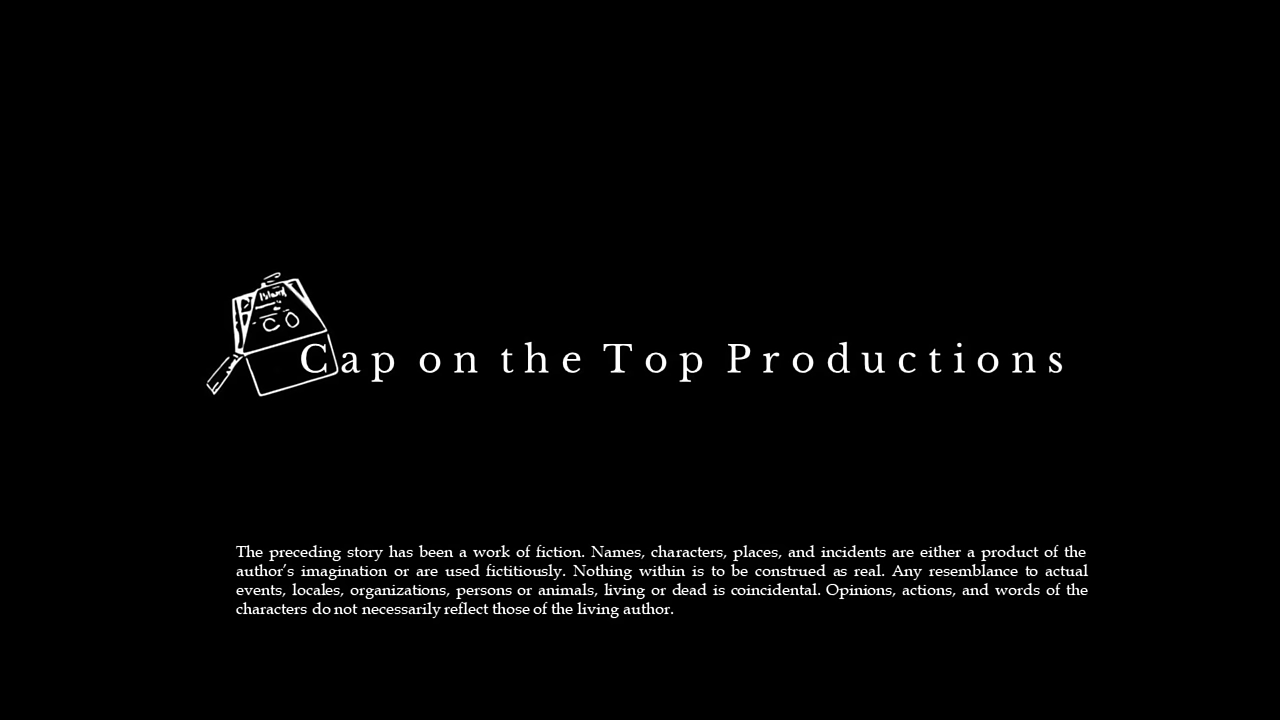 Island
CO
Cap on the Top Productions
The preceding story has been a work of fiction. Names, characters, places, and incidents are either a product of the
author's imagination or are used fictitiously. Nothing within is to be construed as real. Any resemblance to actual
events, locales, organizations, persons or animals, living or dead is coincidental. Opinions, actions, and words of the
characters do not necessarily reflect those of the living author.